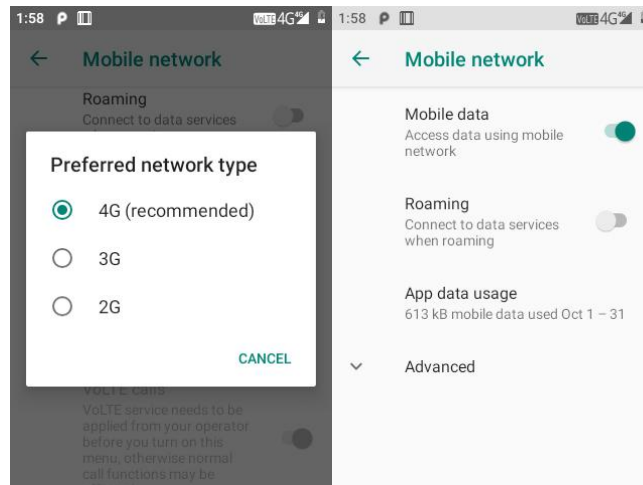 1:58 VoLTE 4G 4G
Mobile network
Roaming
Connect to data services
Preferred network type
4G (recommended)
3G
2G
CANCEL
VoLTE calls
VoLTE service needs to be
applied from your operator
before you turn on this
menu, otherwise normal
call functions may be
1:58 VoLTE 4G 4G
Mobile network
Mobile data
Access data using mobile
network
Roaming
Connect to data services
when roaming
App data usage
613 kB mobile data used Oct 1 – 31
Advanced